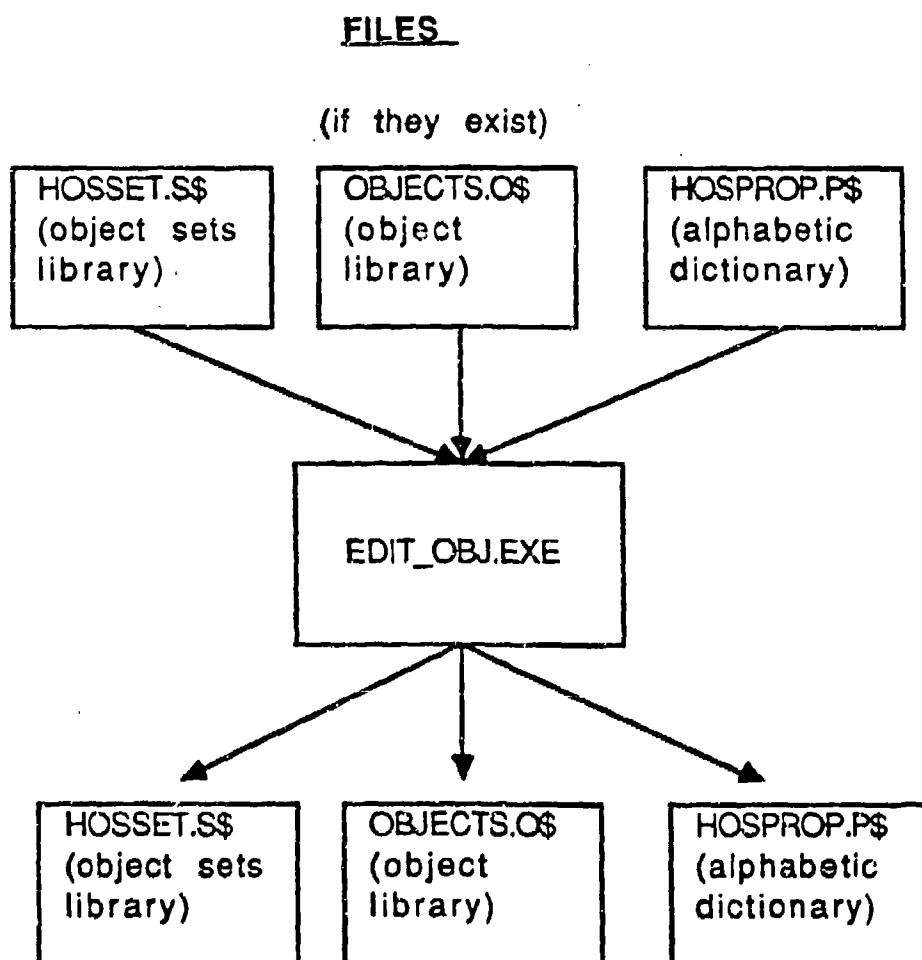 FILES
(if they exist)
HOSSET.S$
(object sets
library)
OBJECTS.O$
(object
library)
HOSPROP.P$
(alphabetic
dictionary)
EDIT_OBJ.EXE
HOSSET.S$
(object sets
library)
OBJECTS.O$
(object
library)
HOSPROP.P$
(alphabetic
dictionary)